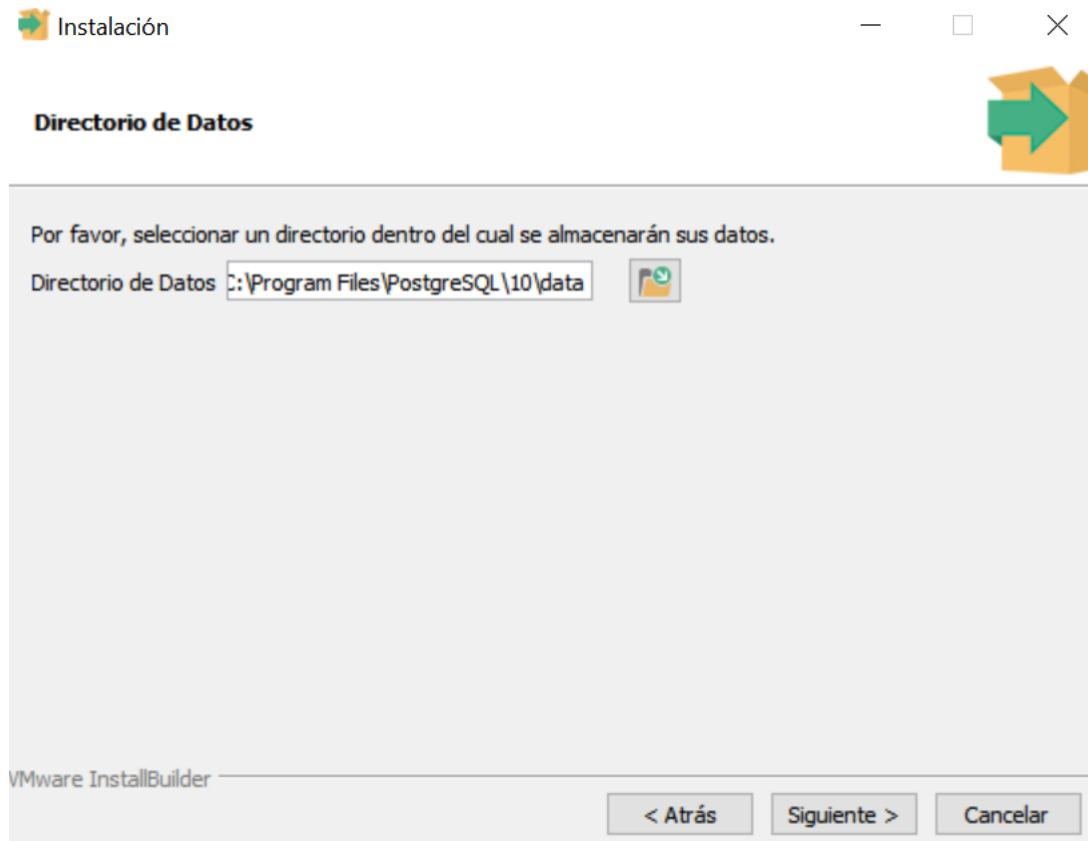 Instalación
Directorio de Datos
Por favor, seleccionar un directorio dentro del cual se almacenarán sus datos.
Directorio de Datos C:\Program Files\PostgreSQL\10\data
VMware InstallBuilder
< Atrás Siguiente > Cancelar